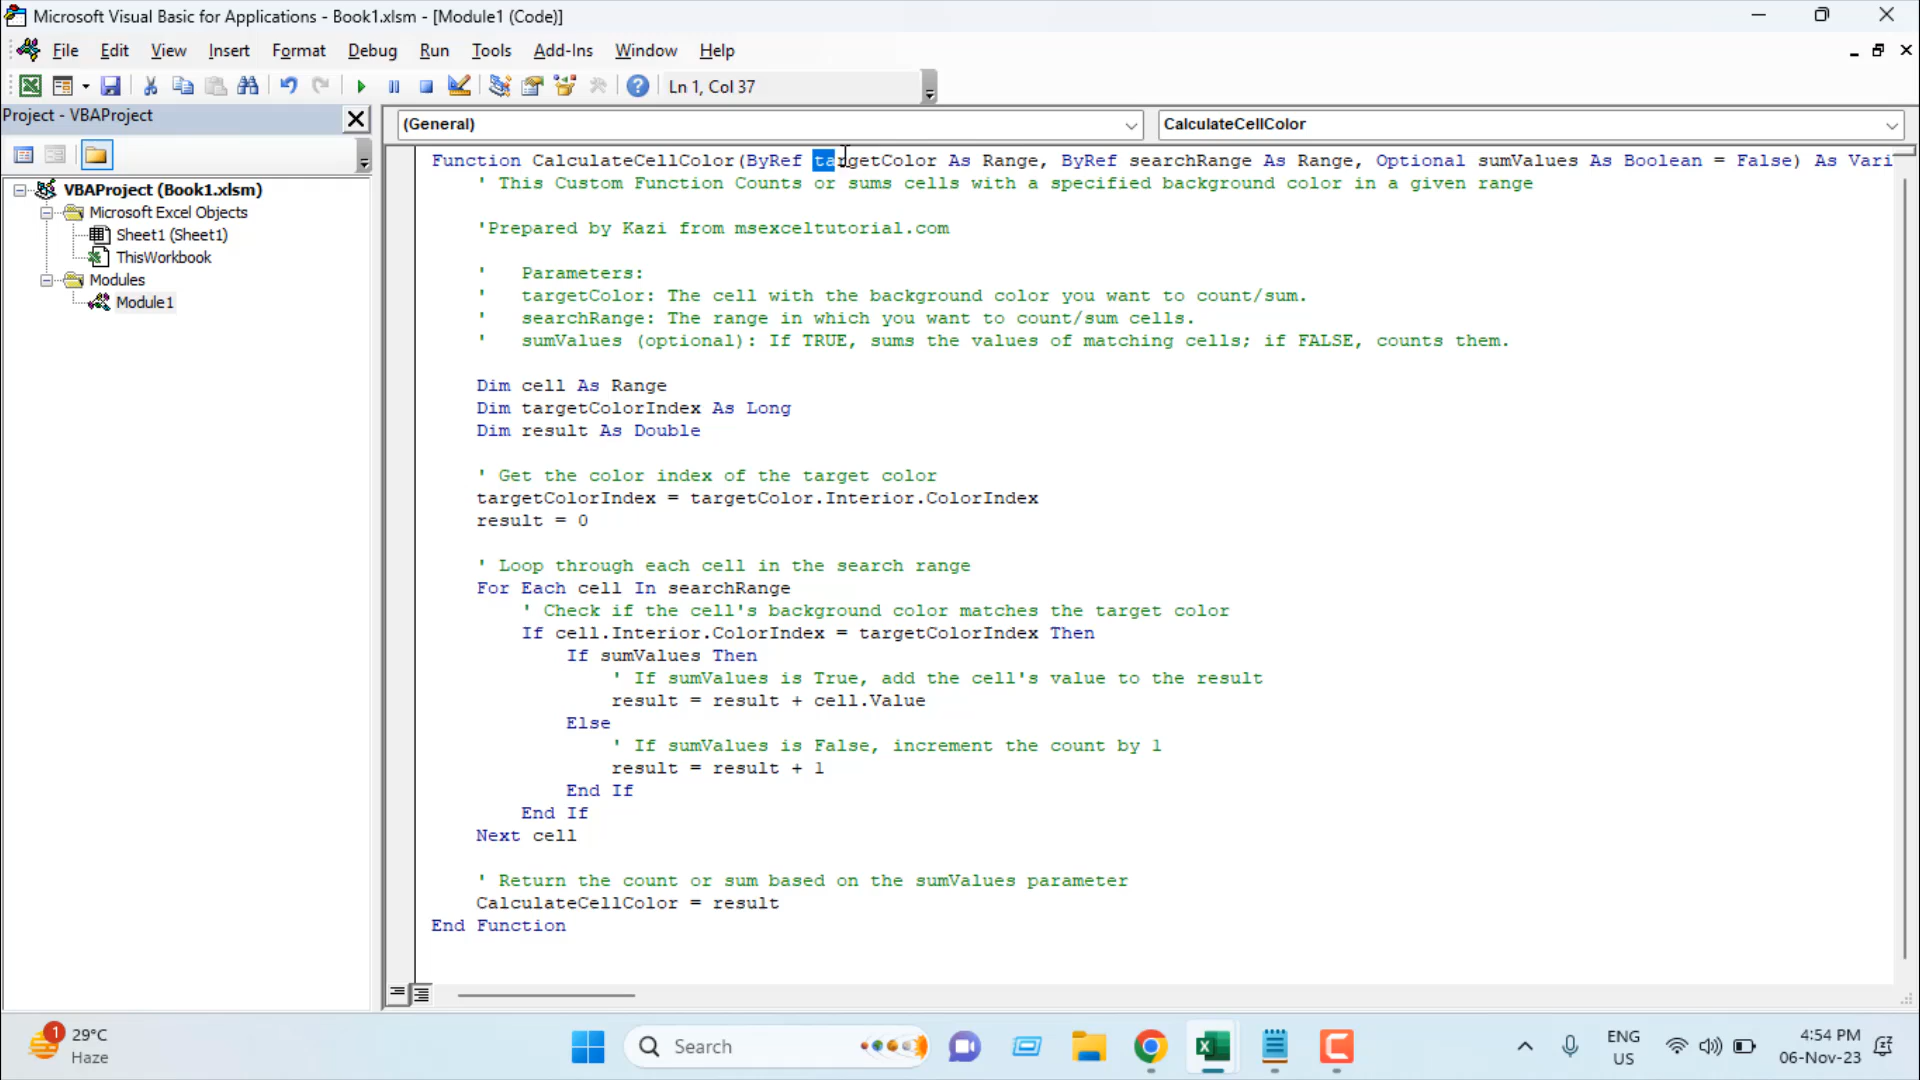 Microsoft Visual Basic for Applications - Book1.xlsm - [Module1 (Code)]
File Edit View Insert Format Debug Run Tools Add-Ins Window Help
Ln 1, Col 37
Project - VBAProject
VBAProject (Book1.xlsm)
Microsoft Excel Objects
Sheet1 (Sheet1)
ThisWorkbook
Modules
Module1
(General)
CalculateCellColor
Function CalculateCellColor(ByRef targetColor As Range, ByRef searchRange As Range, Optional sumValues As Boolean = False) As Vari
' This Custom Function Counts or sums cells with a specified background color in a given range
'Prepared by Kazi from msexceltutorial.com
' Parameters:
' targetColor: The cell with the background color you want to count/sum.
' searchRange: The range in which you want to count/sum cells.
' sumValues (optional): If TRUE, sums the values of matching cells; if FALSE, counts them.
Dim cell As Range
Dim targetColorIndex As Long
Dim result As Double
' Get the color index of the target color
targetColorIndex = targetColor.Interior.ColorIndex
result = 0
' Loop through each cell in the search range
For Each cell In searchRange
' Check if the cell's background color matches the target color
If cell.Interior.ColorIndex = targetColorIndex Then
If sumValues Then
' If sumValues is True, add the cell's value to the result
result = result + cell.Value
Else
' If sumValues is False, increment the count by 1
result = result + 1
End If
End If
Next cell
' Return the count or sum based on the sumValues parameter
CalculateCellColor = result
End Function
1
29°C
Haze
Search
ENG
US
4:54 PM
06-Nov-23